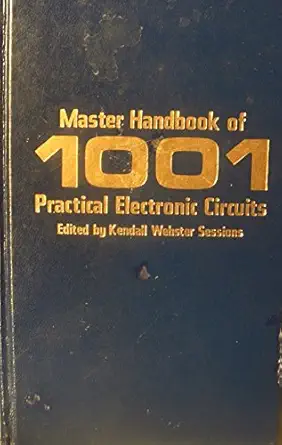 Master Handbook of
1001
Practical Electronic Circuits
Edited by Kendall Webster Sessions